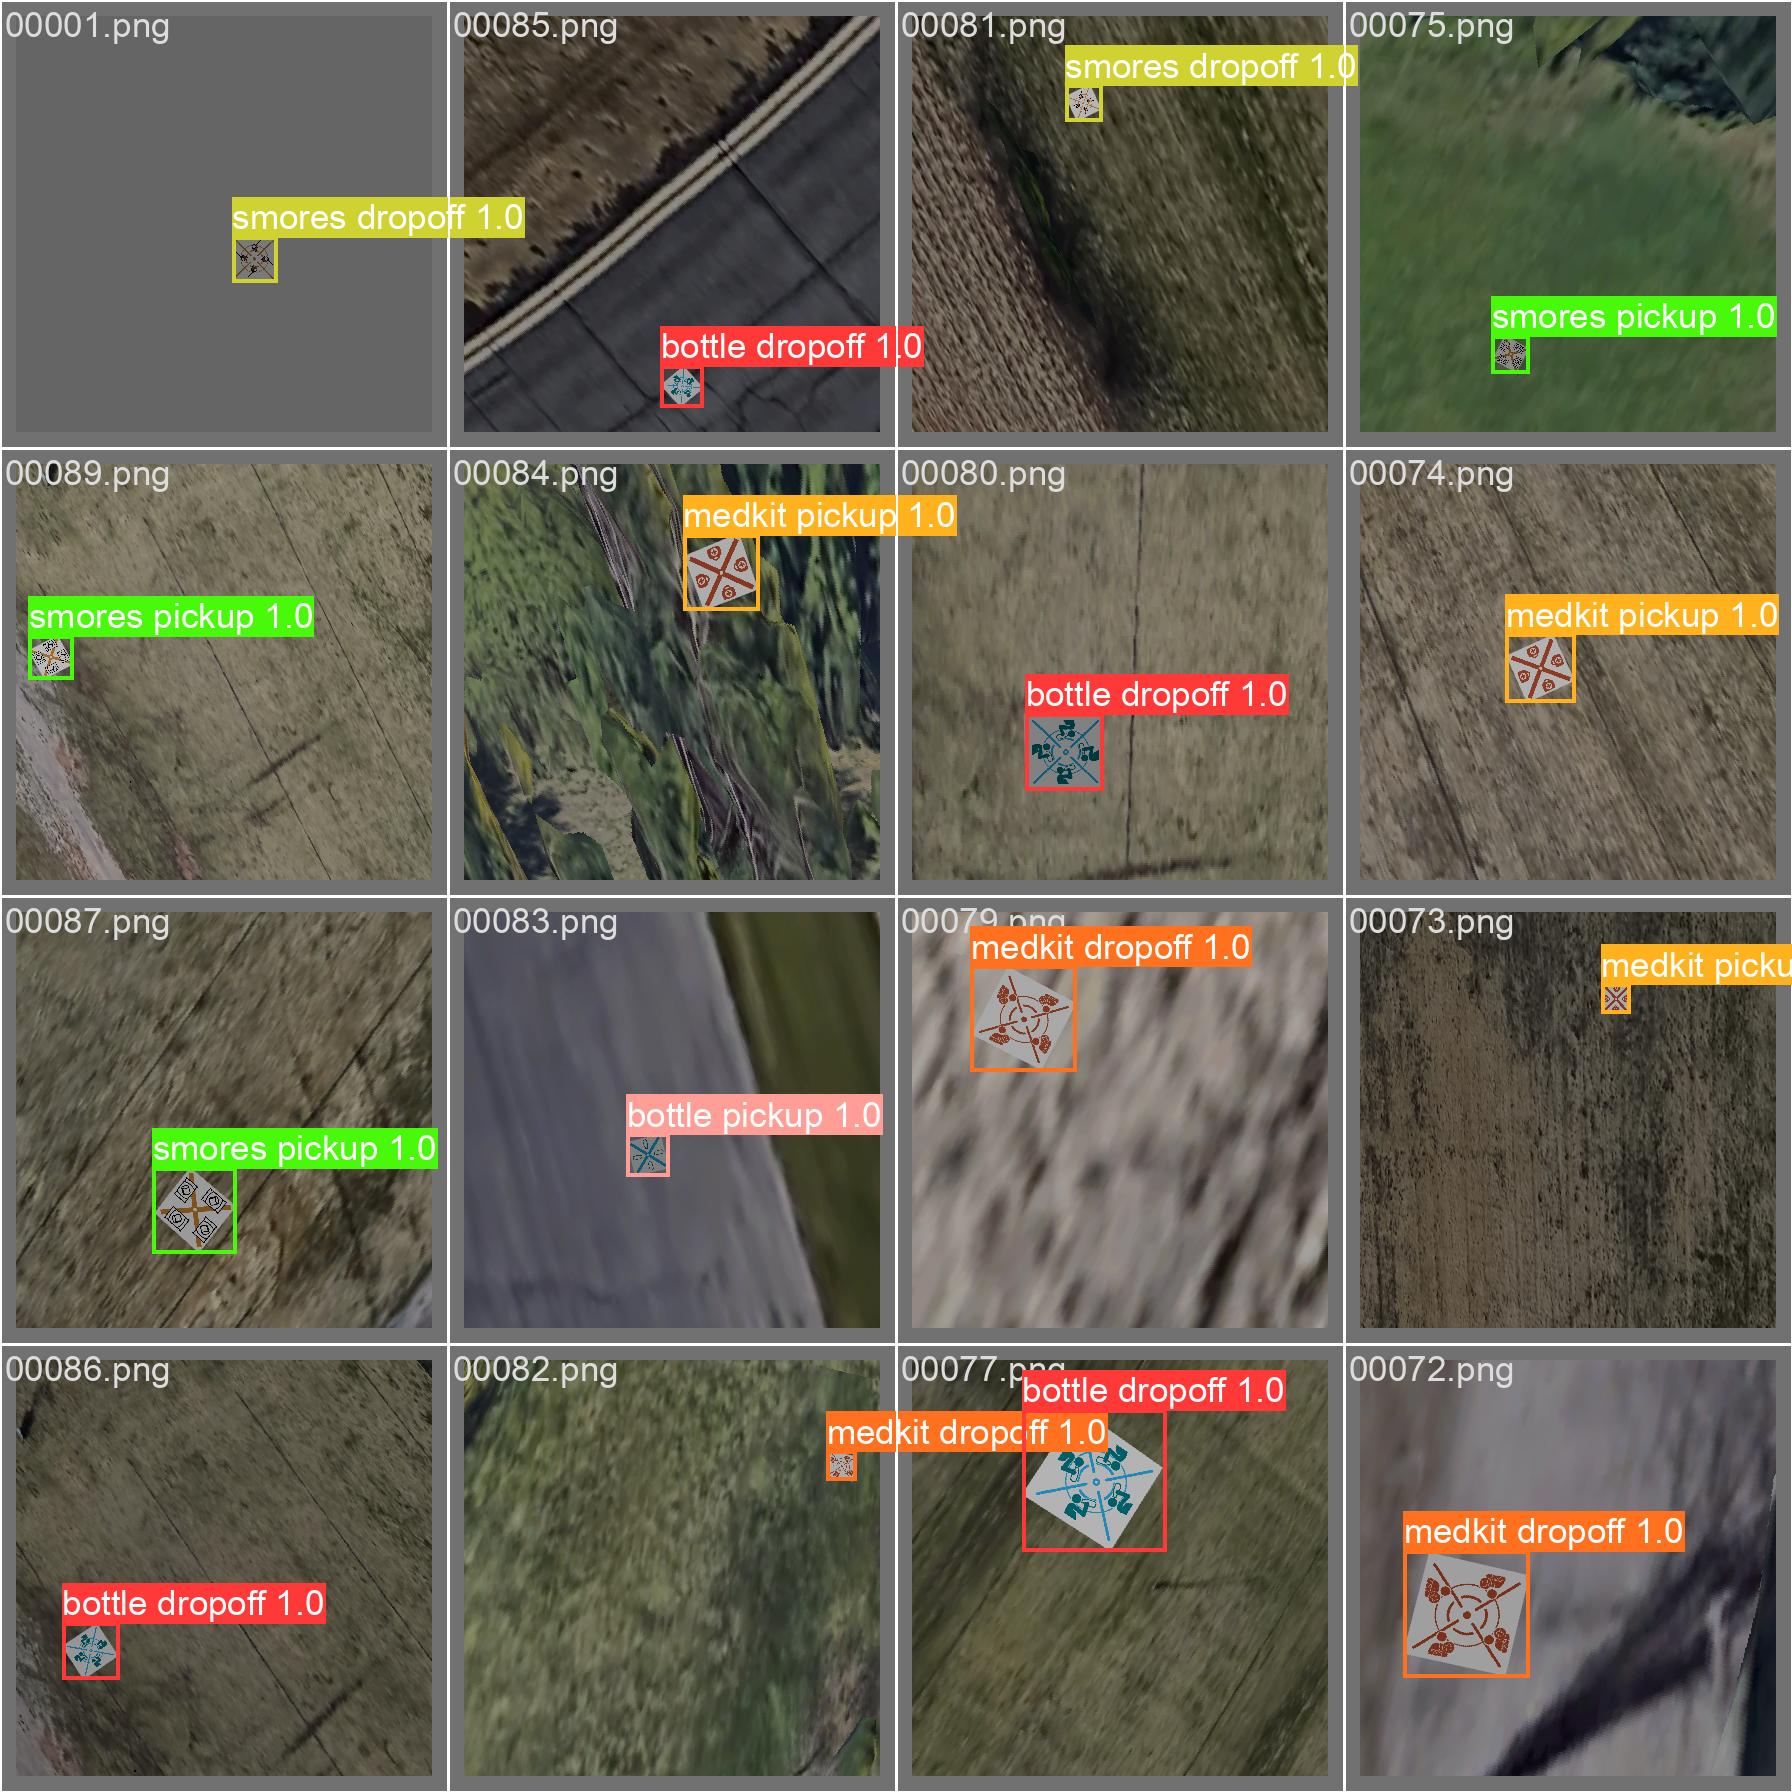 00001.png
smores dropoff 1.0
00085.png
bottle dropoff 1.0
00081.png
smores dropoff 1.0
00075.png
smores pickup 1.0
00089.png
smores pickup 1.0
00084.png
medkit pickup 1.0
00080.png
bottle dropoff 1.0
00074.png
medkit pickup 1.0
00087.png
smores pickup 1.0
00083.png
bottle pickup 1.0
00079.png
medkit dropoff 1.0
00073.png
medkit picku
00086.png
bottle dropoff 1.0
00082.png
medkit dropoff 1.0
00077.png
bottle dropoff 1.0
00072.png
medkit dropoff 1.0